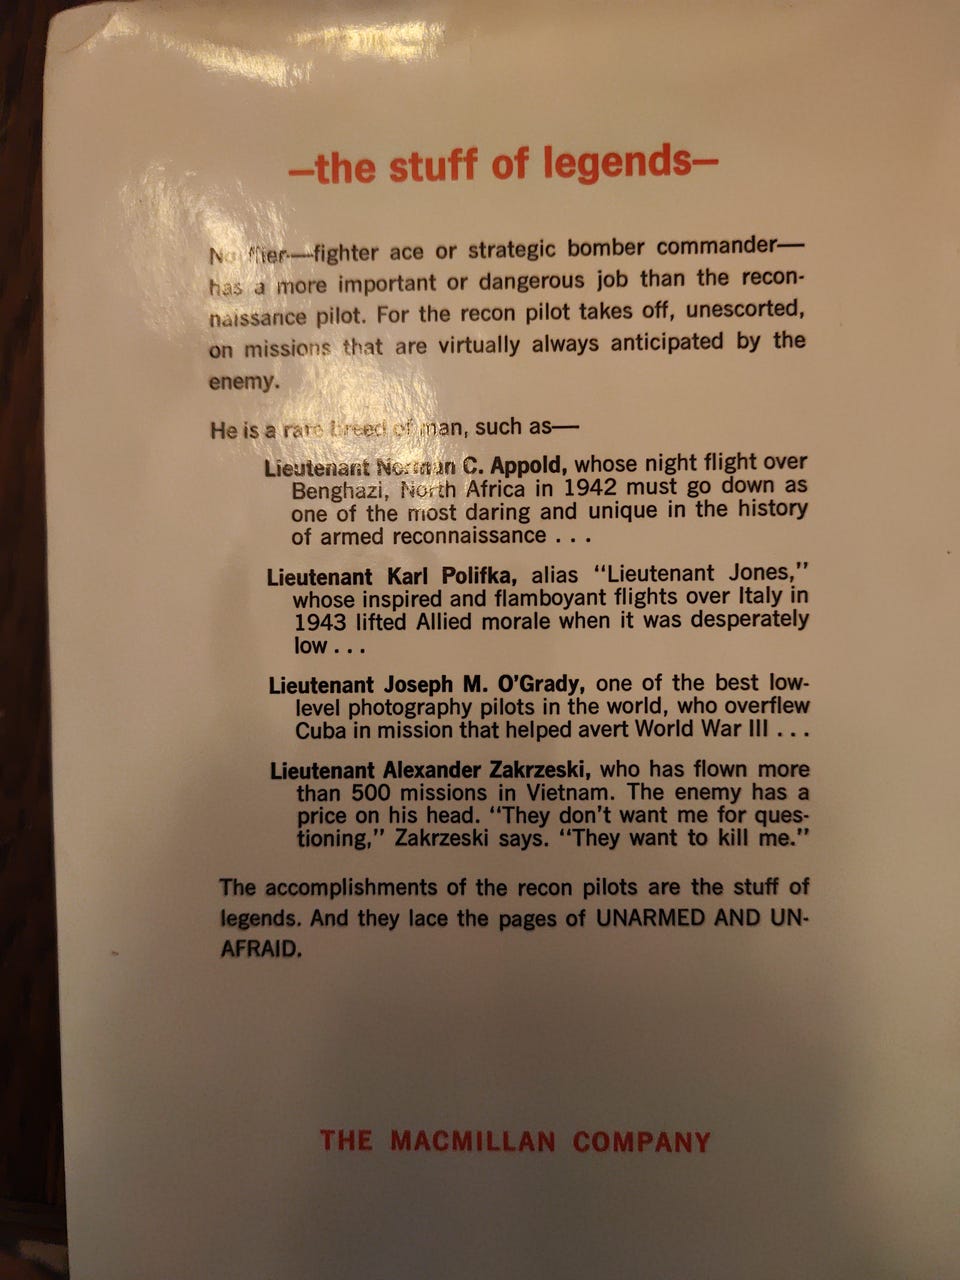 —the stuff of legends—
No flier—fighter ace or strategic bomber commander—
has a more important or dangerous job than the recon-
naissance pilot. For the recon pilot takes off, unescorted,
on missions that are virtually always anticipated by the
enemy.
He is a rare breed of man, such as—
Lieutenant Norman C. Appold, whose night flight over
Benghazi, North Africa in 1942 must go down as
one of the most daring and unique in the history
of armed reconnaissance . . .
Lieutenant Karl Polifka, alias “Lieutenant Jones,”
whose inspired and flamboyant flights over Italy in
1943 lifted Allied morale when it was desperately
low . . .
Lieutenant Joseph M. O’Grady, one of the best low-
level photography pilots in the world, who overflew
Cuba in mission that helped avert World War III . . .
Lieutenant Alexander Zakrzeski, who has flown more
than 500 missions in Vietnam. The enemy has a
price on his head. “They don’t want me for ques-
tioning,” Zakrzeski says. “They want to kill me.”
The accomplishments of the recon pilots are the stuff of
legends. And they lace the pages of UNARMED AND UN-
AFRAID.
THE MACMILLAN COMPANY